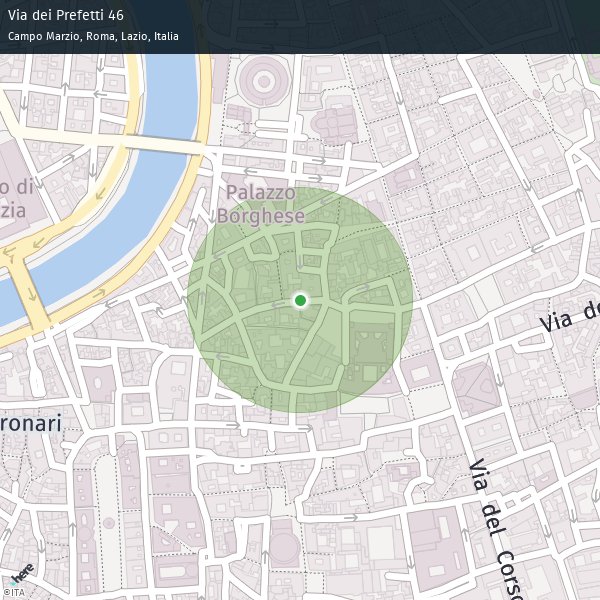 Via dei Prefetti 46
Campo Marzio, Roma, Lazio, Italia
Palazzo
Borghese
o di
zia
Via de
ronari
Via del Corso
here
©ITA